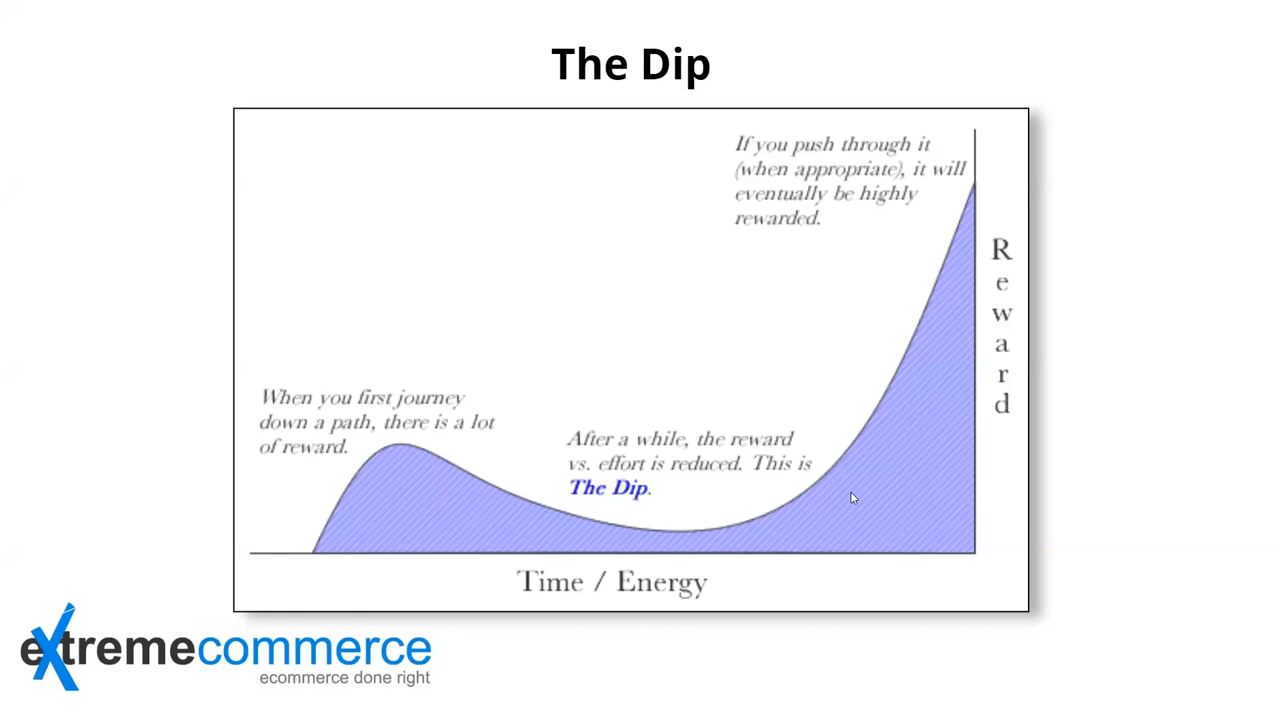 The Dip
If you push through it
(when appropriate), it will
eventually be highly
rewarded.
Reward
When you first journey
down a path, there is a lot
of reward.
After a while, the reward
vs. effort is reduced. This is
The Dip.
Time / Energy
extremecommerce
ecommerce done right